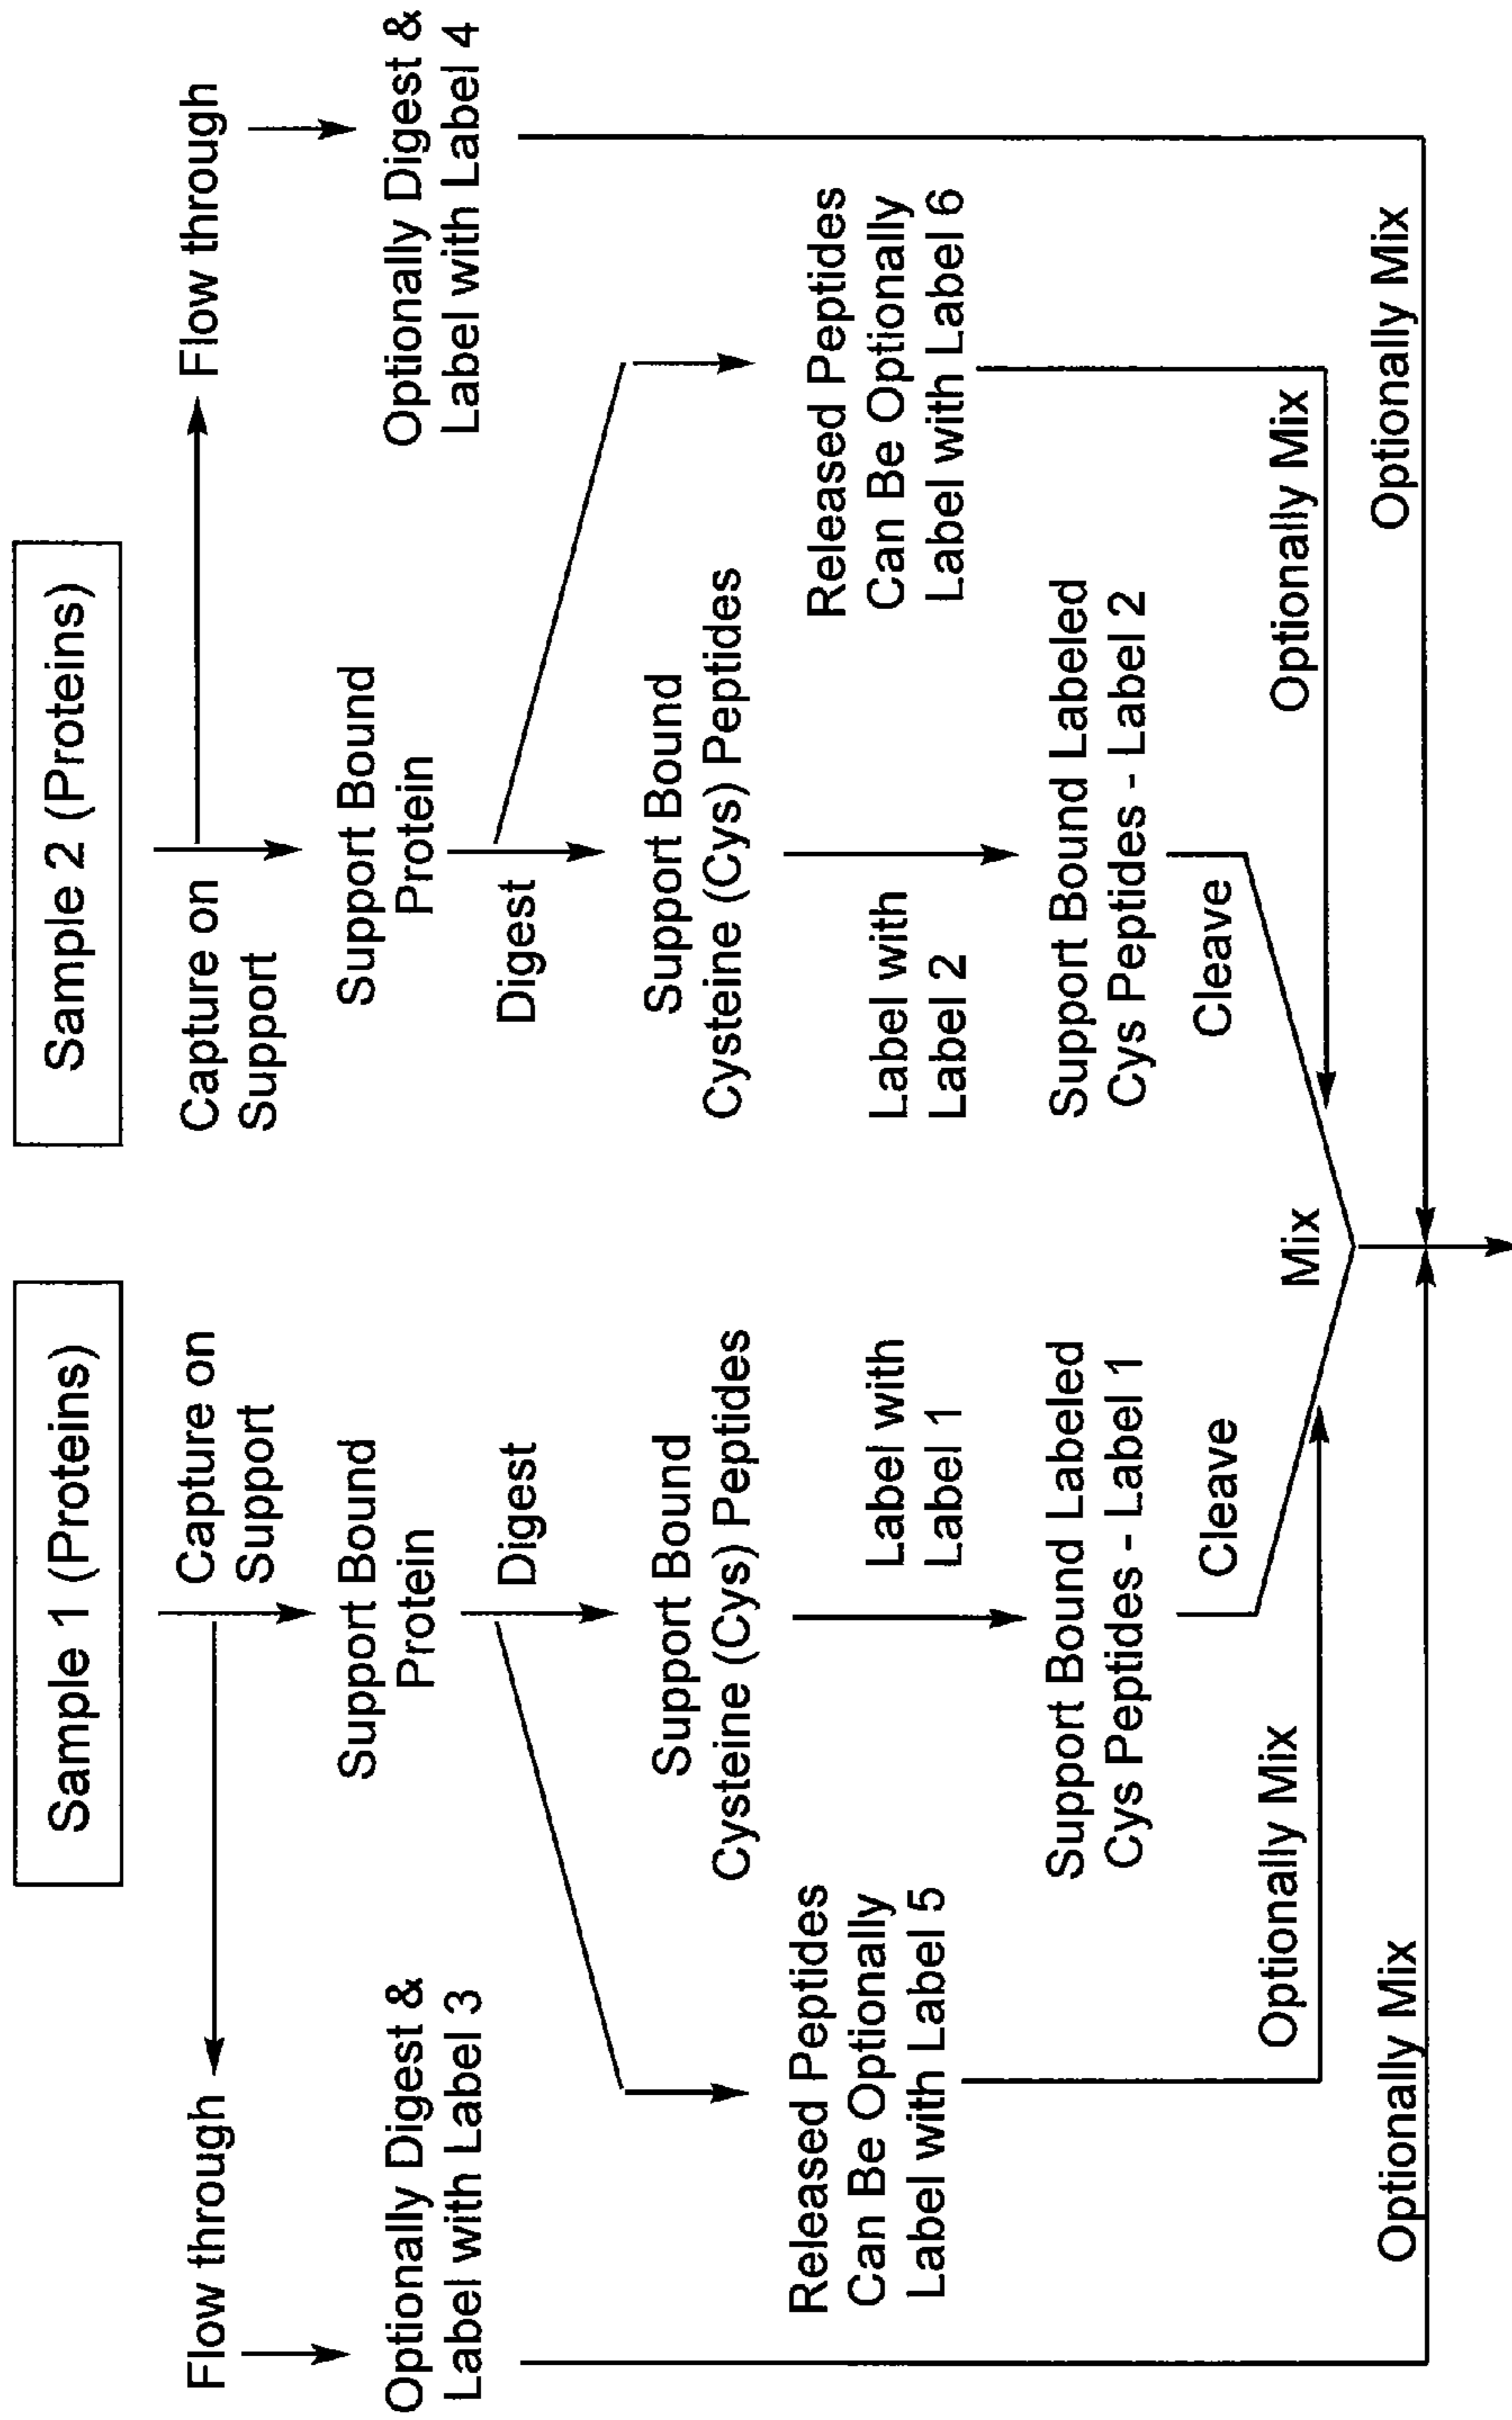 Sample 1 (Proteins)
Capture on
Support
Flow through
Optionally Digest &
Label with Label 3
Support Bound
Protein
Digest
Released Peptides
Can Be Optionally
Label with Label 5
Support Bound
Cysteine (Cys) Peptides
Label with
Label 1
Support Bound Labeled
Cys Peptides - Label 1
Cleave
Optionally Mix
Optionally Mix
Sample 2 (Proteins)
Capture on
Support
Flow through
Optionally Digest &
Label with Label 4
Support Bound
Protein
Digest
Support Bound
Cysteine (Cys) Peptides
Released Peptides
Can Be Optionally
Label with Label 6
Label with
Label 2
Support Bound Labeled
Cys Peptides - Label 2
Cleave
Optionally Mix
Optionally Mix
Mix